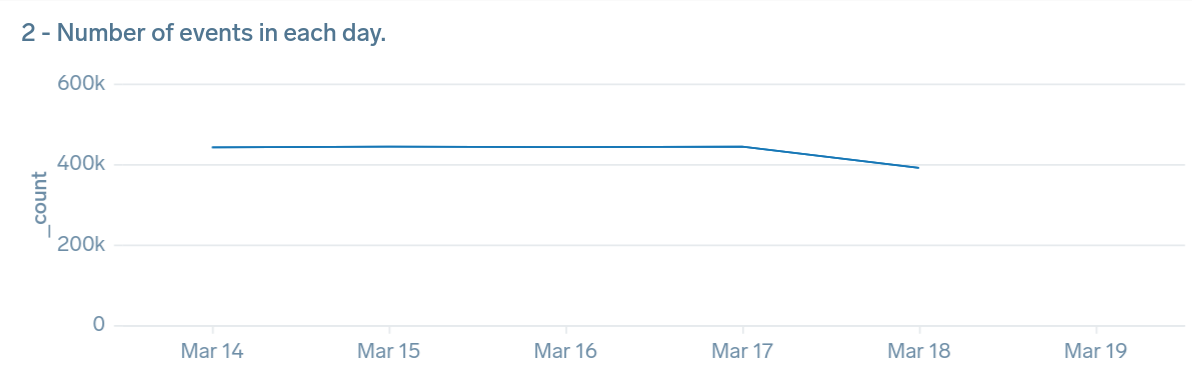 2 - Number of events in each day.
600k
400k
200k
0
_count
Mar 14
Mar 15
Mar 16
Mar 17
Mar 18
Mar 19